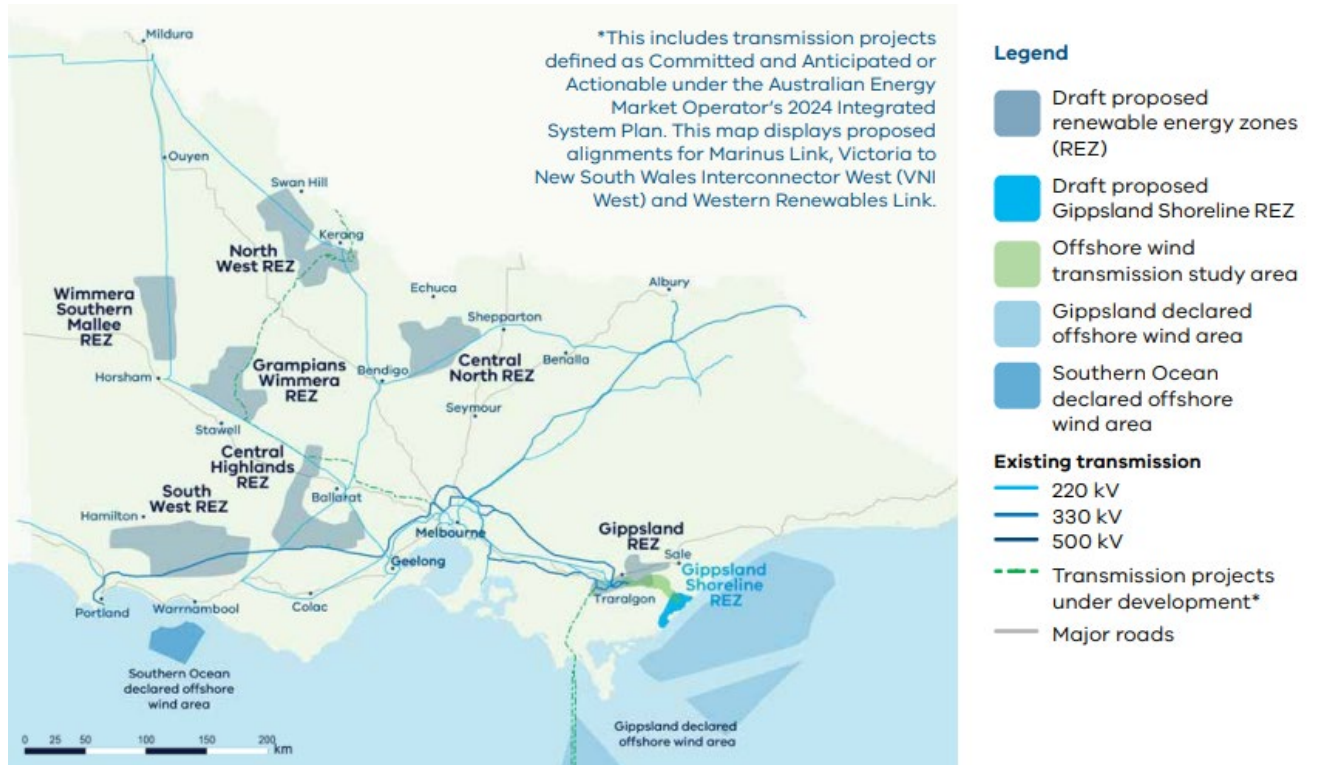 *This includes transmission projects
defined as Committed and Anticipated or
Actionable under the Australian Energy
Market Operator's 2024 Integrated
System Plan. This map displays proposed
alignments for Marinus Link, Victoria to
New South Wales Interconnector West (VNI
West) and Western Renewables Link.
Mildura
Ouyen
Swan Hill
Kerang
North
West REZ
Wimmera
Southern
Mallee
REZ
Echuca
Albury
Shepparton
Horsham
Grampians
Wimmera
REZ
Bendigo
Central
North REZ
Benalla
Seymour
Stawell
Central
Highlands
REZ
South
West REZ
Ballarat
Hamilton
Melbourne
Geelong
Gippsland
REZ
Sale
Gippsland
Shoreline
REZ
Traralgon
Portland
Warrnambool
Colac
Southern Ocean
declared offshore
wind area
Gippsland declared
offshore wind area
0 25 50 100 150 200 km
Legend
Draft proposed
renewable energy zones
(REZ)
Draft proposed
Gippsland Shoreline REZ
Offshore wind
transmission study area
Gippsland declared
offshore wind area
Southern Ocean
declared offshore
wind area
Existing transmission
220 kV
330 kV
500 kV
Transmission projects
under development*
Major roads